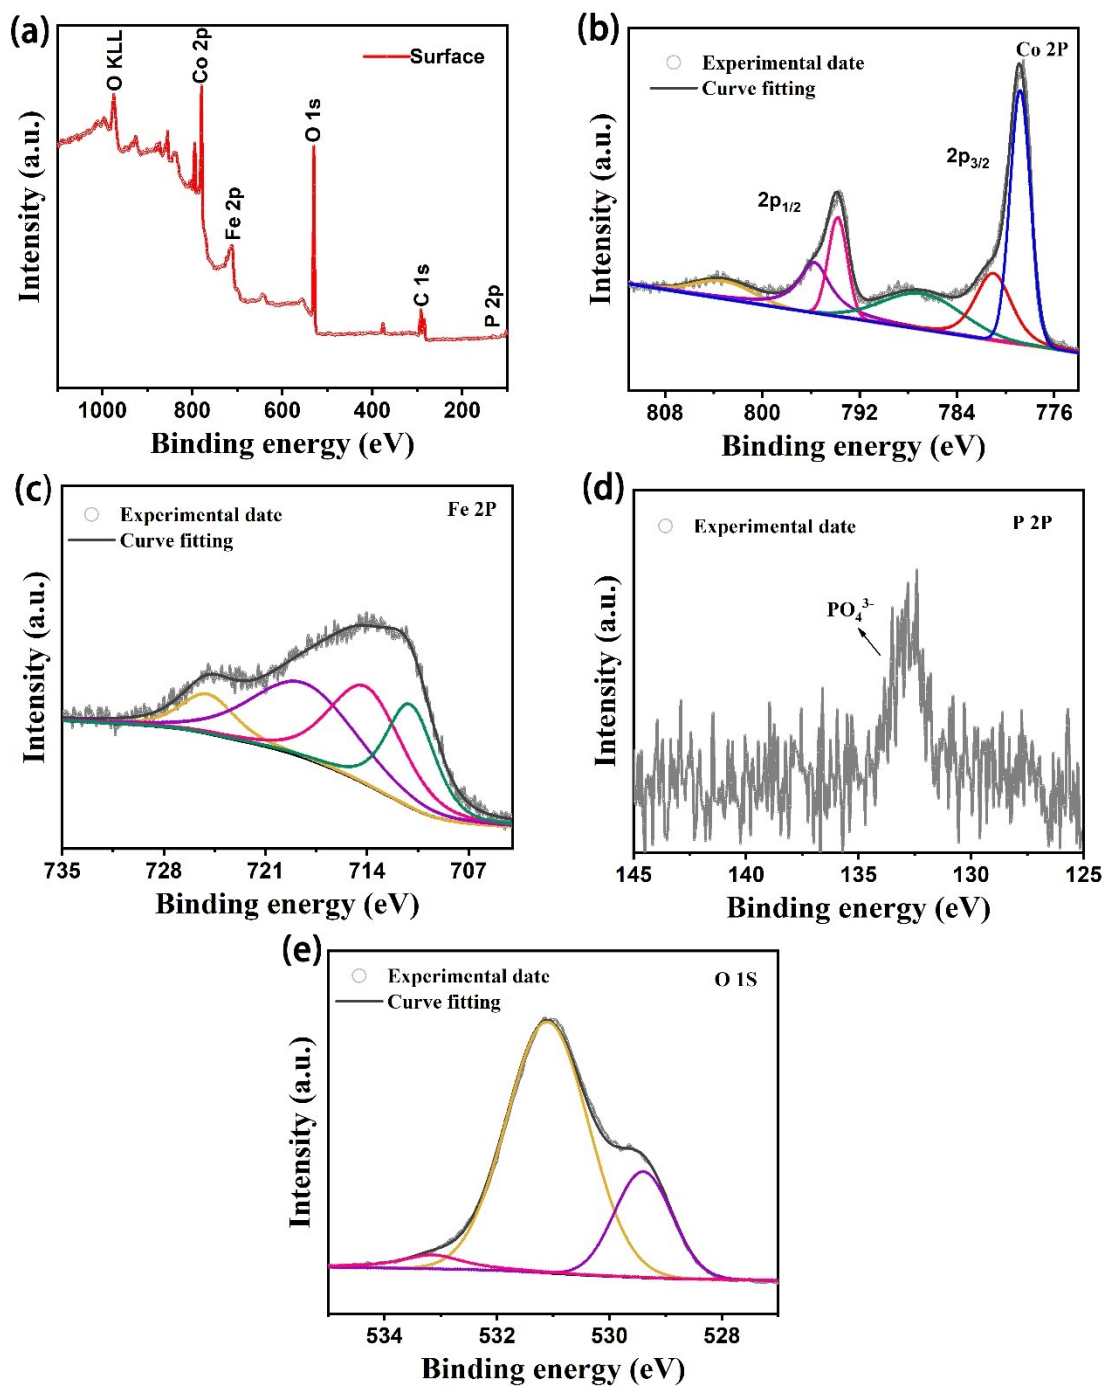 (a)
O KLL
Co 2p
Surface
Fe 2p
O 1s
C 1s
P 2p
Intensity (a.u.)
1000 800 600 400 200
Binding energy (eV)
(b)
Experimental date
Curve fitting
Co 2P
2p1/2
2p3/2
Intensity (a.u.)
808 800 792 784 776
Binding energy (eV)
(c)
Experimental date
Curve fitting
Fe 2P
Intensity (a.u.)
735 728 721 714 707
Binding energy (eV)
(d)
Experimental date
P 2P
PO₄³⁻
Intensity (a.u.)
145 140 135 130 125
Binding energy (eV)
(e)
Experimental date
Curve fitting
O 1S
Intensity (a.u.)
534 532 530 528
Binding energy (eV)